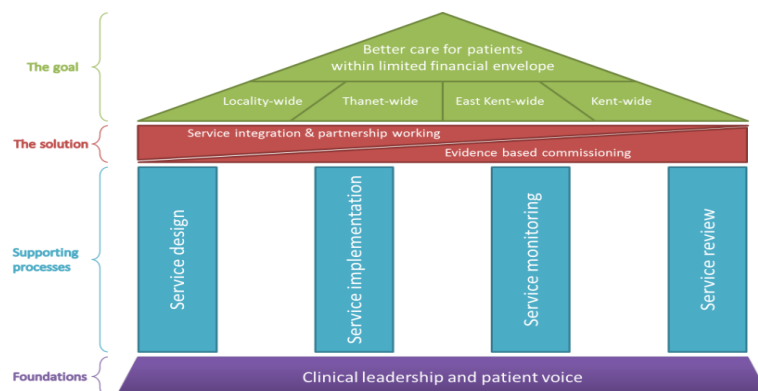 The goal
Better care for patients
within limited financial envelope
Locality-wide
Thanet-wide
East Kent-wide
Kent-wide
The solution
Service integration & partnership working
Evidence based commissioning
Supporting
processes
Service design
Service implementation
Service monitoring
Service review
Foundations
Clinical leadership and patient voice